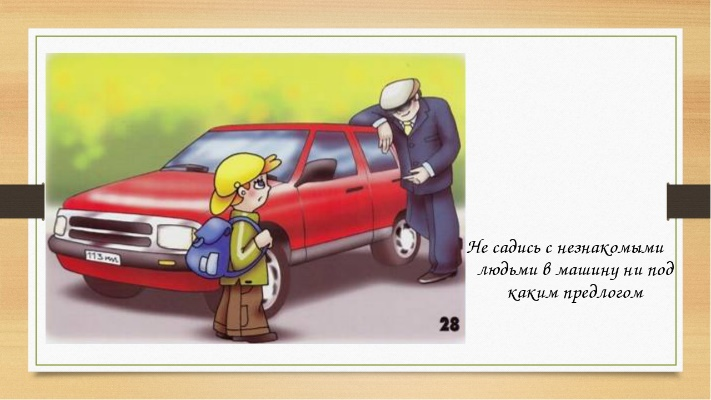 Не садись с незнакомыми
людьми в машину ни под
каким предлогом
28